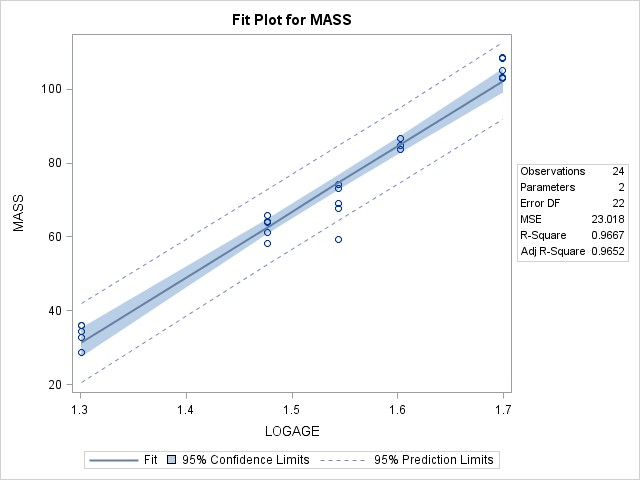 Fit Plot for MASS
100
80
60
40
20
MASS
1.3 1.4 1.5 1.6 1.7
LOGAGE
Observations 24
Parameters 2
Error DF 22
MSE 23.018
R-Square 0.9667
Adj R-Square 0.9652
Fit 95% Confidence Limits 95% Prediction Limits